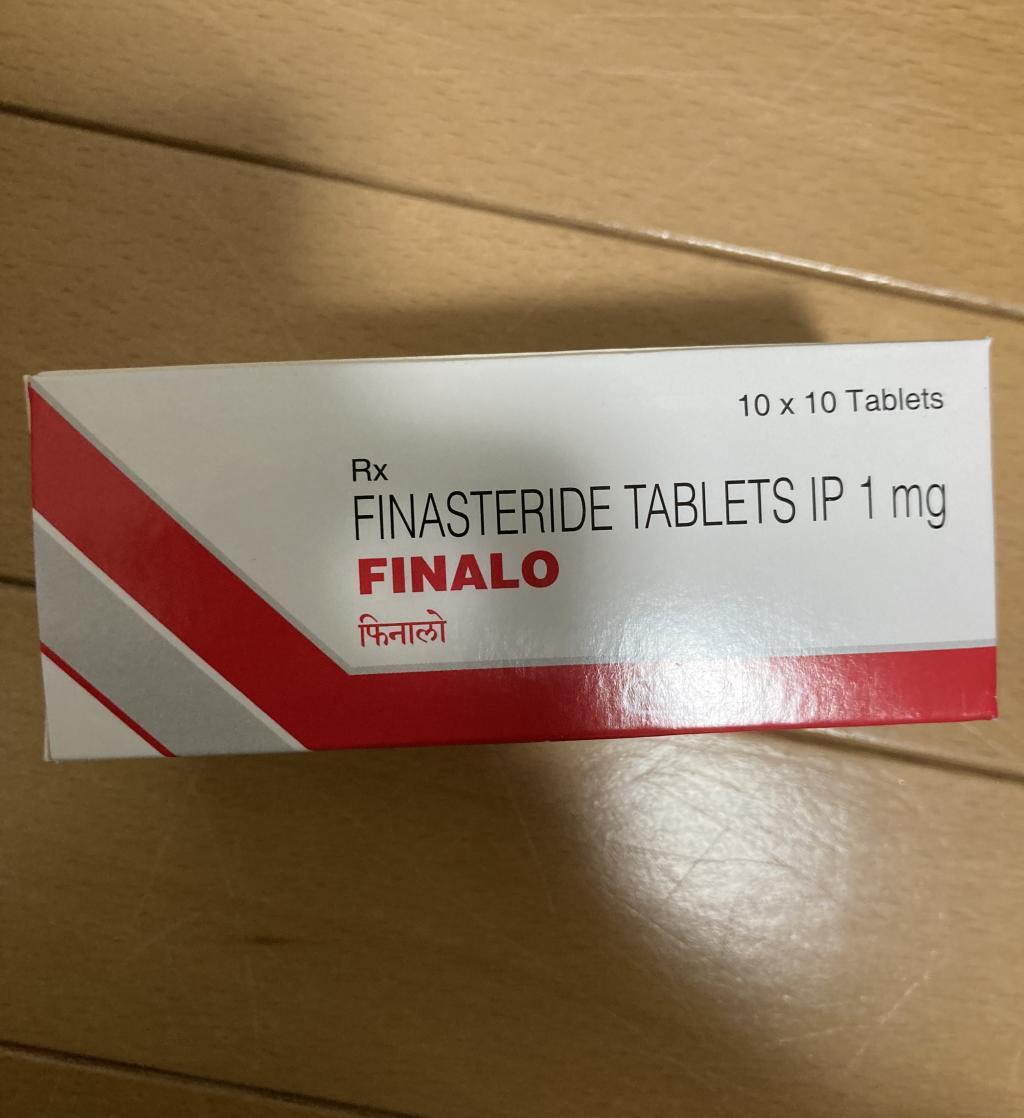 10 x 10 Tablets
Rx
FINASTERIDE TABLETS IP 1 mg
FINALO
फिनालो